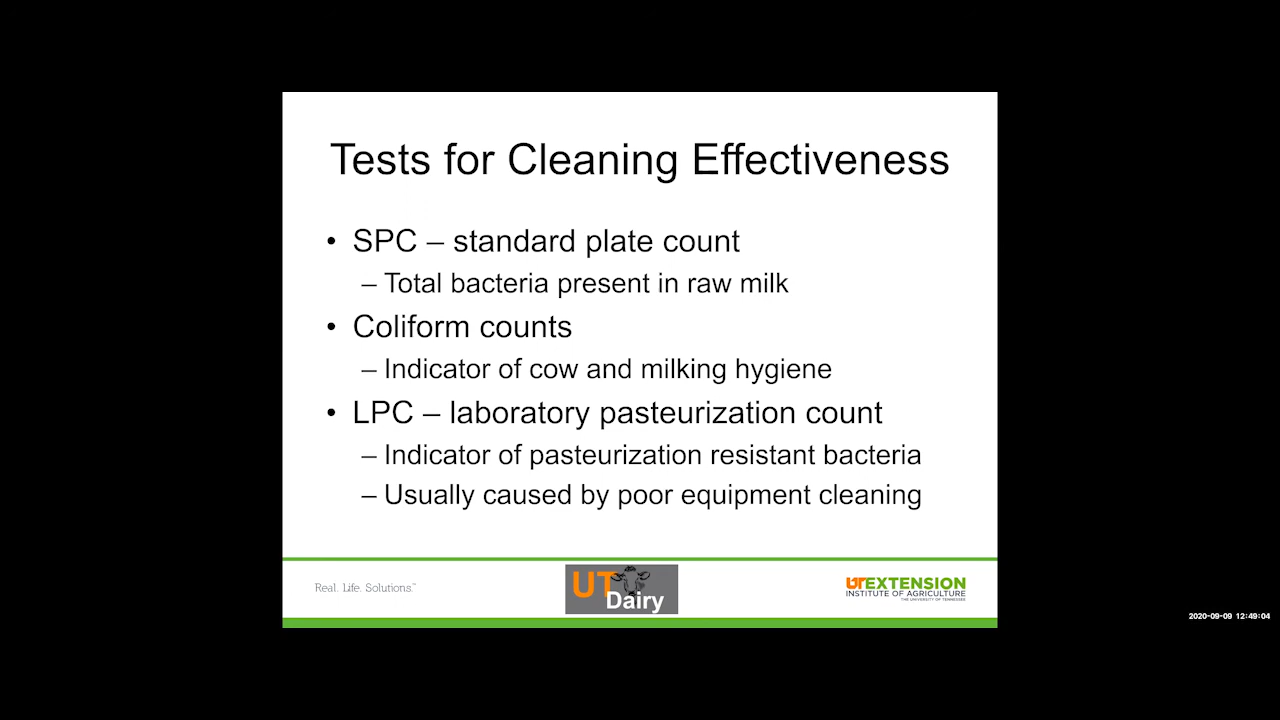 Tests for Cleaning Effectiveness
• SPC – standard plate count
– Total bacteria present in raw milk
• Coliform counts
– Indicator of cow and milking hygiene
• LPC – laboratory pasteurization count
– Indicator of pasteurization resistant bacteria
– Usually caused by poor equipment cleaning
Real. Life. Solutions.™
UT
Dairy
UTEXTENSION
INSTITUTE OF AGRICULTURE
THE UNIVERSITY OF TENNESSEE
2020-09-09 12:49:04